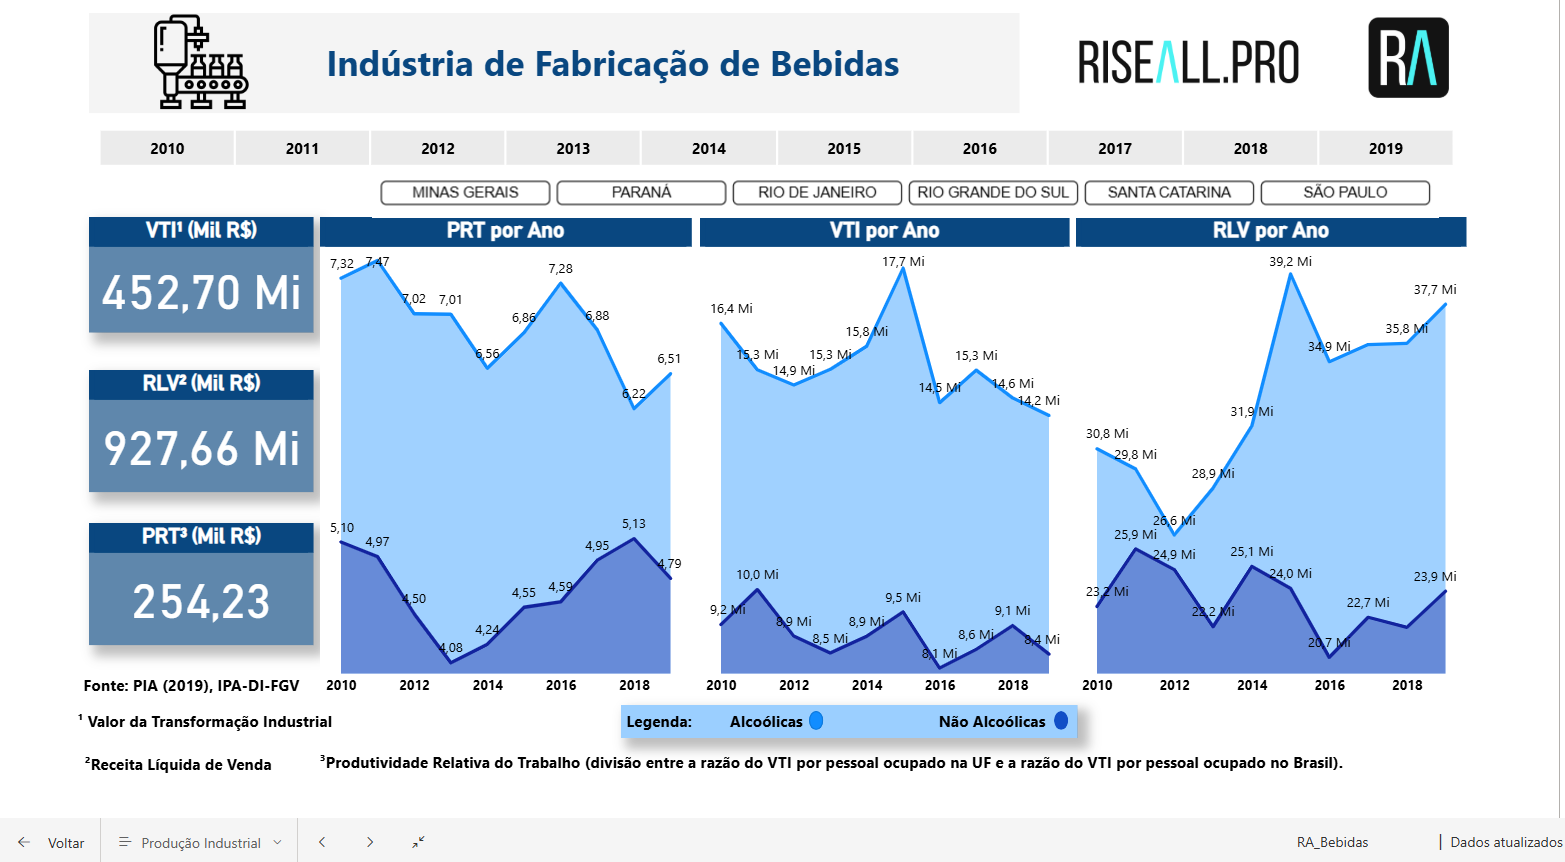 Indústria de Fabricação de Bebidas
RISEALL.PRO
RA
2010 2011 2012 2013 2014 2015 2016 2017 2018 2019
MINAS GERAIS PARANÁ RIO DE JANEIRO RIO GRANDE DO SUL SANTA CATARINA SÃO PAULO
VTI¹ (Mil R$)
452,70 Mi
RLV² (Mil R$)
927,66 Mi
PRT³ (Mil R$)
254,23
PRT por Ano
7,32 7,47 7,02 7,01 6,56 6,86 7,28 6,88 6,22 6,51
5,10 4,97 4,50 4,08 4,24 4,55 4,59 4,95 5,13 4,79
2010 2012 2014 2016 2018
VTI por Ano
16,4 Mi 15,3 Mi 14,9 Mi 15,3 Mi 15,8 Mi 17,7 Mi 14,5 Mi 15,3 Mi 14,6 Mi 14,2 Mi
9,2 Mi 10,0 Mi 8,9 Mi 8,5 Mi 8,9 Mi 9,5 Mi 8,1 Mi 8,6 Mi 9,1 Mi 8,4 Mi
2010 2012 2014 2016 2018
RLV por Ano
30,8 Mi 29,8 Mi 26,6 Mi 28,9 Mi 31,9 Mi 39,2 Mi 34,9 Mi 35,8 Mi 37,7 Mi
23,2 Mi 25,9 Mi 24,9 Mi 22,2 Mi 25,1 Mi 24,0 Mi 20,7 Mi 22,7 Mi 23,9 Mi
2010 2012 2014 2016 2018
Fonte: PIA (2019), IPA-DI-FGV
¹ Valor da Transformação Industrial
Legenda: Alcoólicas Não Alcoólicas
²Receita Líquida de Venda
³Produtividade Relativa do Trabalho (divisão entre a razão do VTI por pessoal ocupado na UF e a razão do VTI por pessoal ocupado no Brasil).
Voltar
Produção Industrial
RA_Bebidas
| Dados atualizados